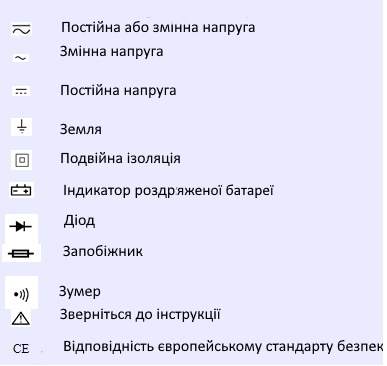 Постійна або змінна напруга
Змінна напруга
Постійна напруга
Земля
Подвійна ізоляція
Індикатор роздряженої батареї
Діод
Запобіжник
Зумер
Зверніться до інструкції
CE Відповідність європейському стандарту безпек